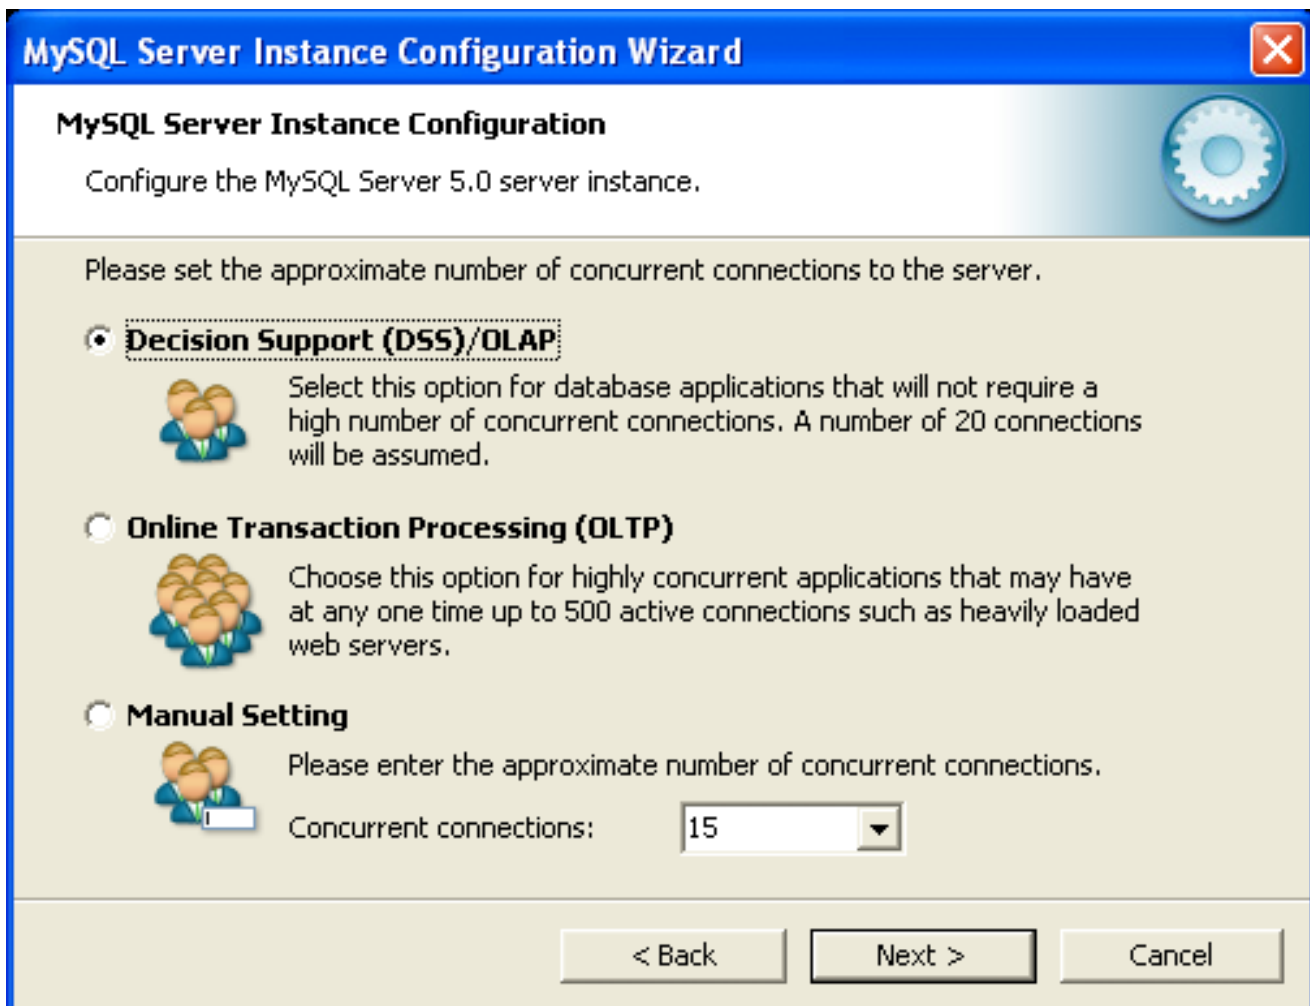 MySQL Server Instance Configuration Wizard
MySQL Server Instance Configuration
Configure the MySQL Server 5.0 server instance.
Please set the approximate number of concurrent connections to the server.
Decision Support (DSS)/OLAP
Select this option for database applications that will not require a
high number of concurrent connections. A number of 20 connections
will be assumed.
Online Transaction Processing (OLTP)
Choose this option for highly concurrent applications that may have
at any one time up to 500 active connections such as heavily loaded
web servers.
Manual Setting
Please enter the approximate number of concurrent connections.
Concurrent connections: 15
< Back Next > Cancel